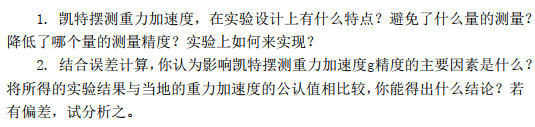 1. 凯特摆测重力加速度，在实验设计上有什么特点？避免了什么量的测量？
降低了哪个量的测量精度？实验上如何来实现？
2. 结合误差计算，你认为影响凯特摆测重力加速度g精度的主要因素是什么？
将所得的实验结果与当地的重力加速度的公认值相比较，你能得出什么结论？若
有偏差，试分析之。